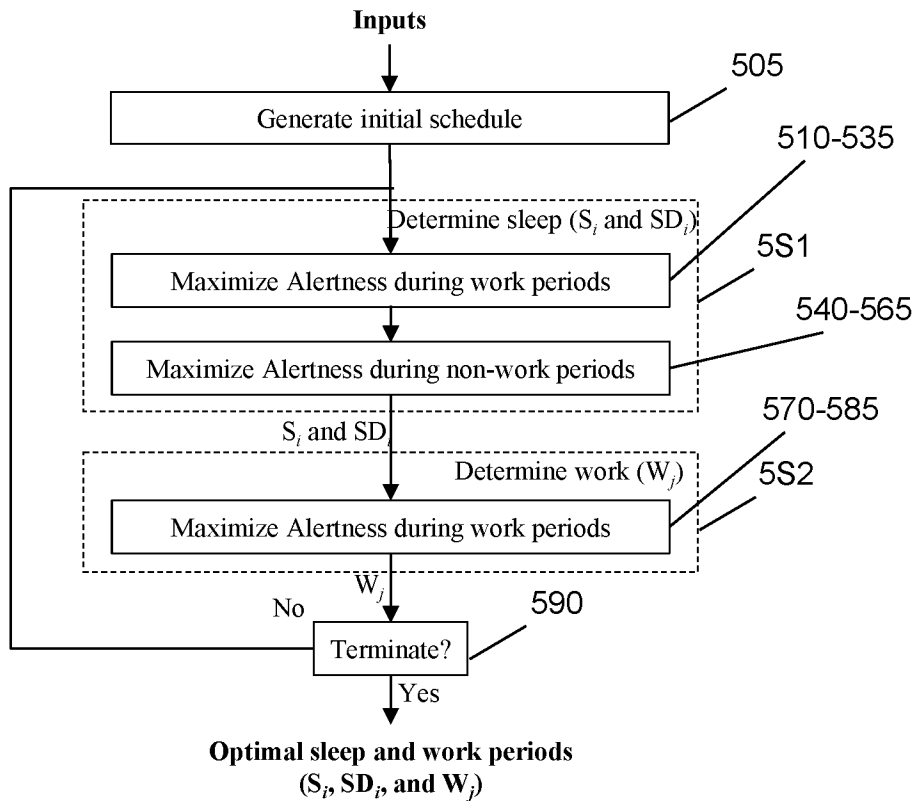 Inputs
505
Generate initial schedule
510-535
Determine sleep (Si and SDi)
5S1
Maximize Alertness during work periods
540-565
Maximize Alertness during non-work periods
570-585
Si and SDi
Determine work (Wj)
5S2
Maximize Alertness during work periods
Wj
No
590
Terminate?
Yes
Optimal sleep and work periods
(Si, SDi, and Wj)